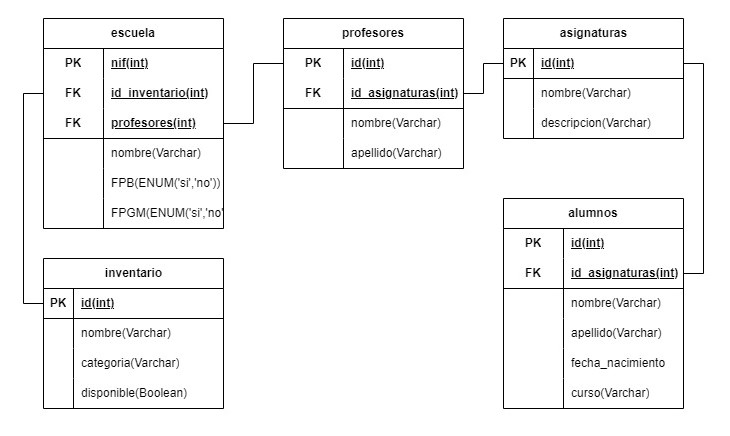 escuela
PK nif(int)
FK id_inventario(int)
FK profesores(int)
nombre(Varchar)
FPB(ENUM('si','no'))
FPGM(ENUM('si','no'
profesores
PK id(int)
FK id_asignaturas(int)
nombre(Varchar)
apellido(Varchar)
asignaturas
PK id(int)
nombre(Varchar)
descripcion(Varchar)
inventario
PK id(int)
nombre(Varchar)
categoria(Varchar)
disponible(Boolean)
alumnos
PK id(int)
FK id_asignaturas(int)
nombre(Varchar)
apellido(Varchar)
fecha_nacimiento
curso(Varchar)